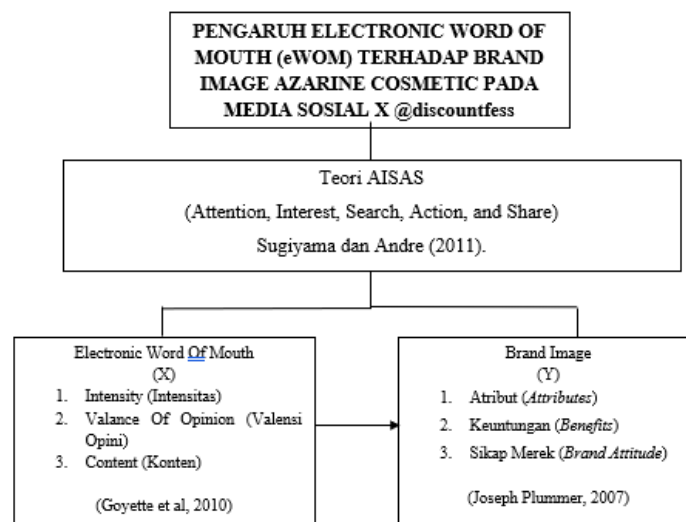 PENGARUH ELECTRONIC WORD OF
MOUTH (eWOM) TERHADAP BRAND
IMAGE AZARINE COSMETIC PADA
MEDIA SOSIAL X @discountfess
Teori AISAS
(Attention, Interest, Search, Action, and Share)
Sugiyama dan Andre (2011).
Electronic Word Of Mouth
(X)
1. Intensity (Intensitas)
2. Valance Of Opinion (Valensi
Opini)
3. Content (Konten)
(Goyette et al, 2010)
Brand Image
(Y)
1. Atribut (Attributes)
2. Keuntungan (Benefits)
3. Sikap Merek (Brand Attitude)
(Joseph Plummer, 2007)